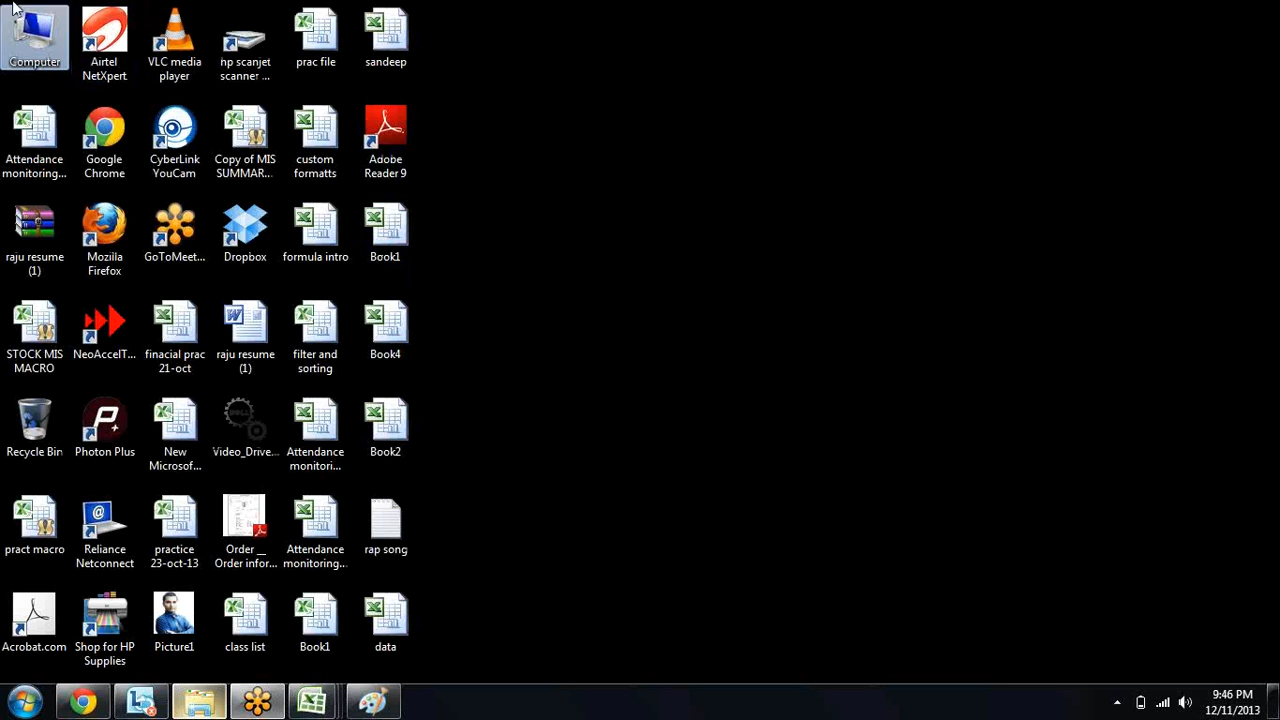 Computer
Airtel
NetXpert
VLC media
player
hp scanjet
scanner ...
prac file
sandeep
Attendance
monitoring...
Google
Chrome
CyberLink
YouCam
Copy of MIS
SUMMAR...
custom
formatts
Adobe
Reader 9
raju resume
(1)
Mozilla
Firefox
GoToMeet...
Dropbox
formula intro
Book1
STOCK MIS
MACRO
NeoAccelT...
finacial prac
21-oct
raju resume
(1)
filter and
sorting
Book4
Recycle Bin
Photon Plus
New
Microsof...
Video_Drive...
Attendance
monitori...
Book2
pract macro
Reliance
Netconnect
practice
23-oct-13
Order __
Order infor...
Attendance
monitoring...
rap song
Acrobat.com
Shop for HP
Supplies
Picture1
class list
Book1
data
9:46 PM
12/11/2013